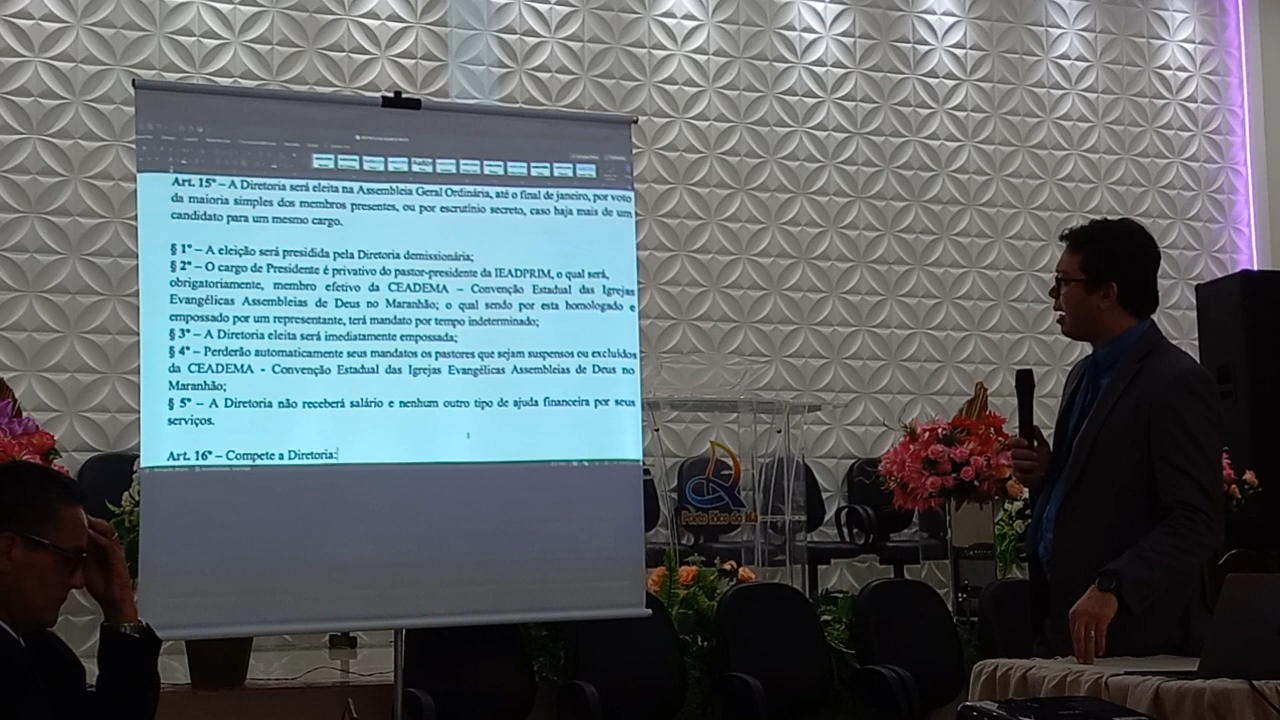 Art. 15º – A Diretoria será eleita na Assembleia Geral Ordinária, até o final de janeiro, por voto
da maioria simples dos membros presentes, ou por escrutínio secreto, caso haja mais de um
candidato para um mesmo cargo.
§ 1º – A eleição será presidida pela Diretoria demissionária;
§ 2º – O cargo de Presidente é privativo do pastor-presidente da IEADPRIM, o qual será,
obrigatoriamente, membro efetivo da CEADEMA – Convenção Estadual das Igrejas
Evangélicas Assembleias de Deus no Maranhão; o qual sendo por esta homologado e
empossado por um representante, terá mandato por tempo indeterminado;
§ 3º – A Diretoria eleita será imediatamente empossada;
§ 4º – Perderão automaticamente seus mandatos os pastores que sejam suspensos ou excluídos
da CEADEMA - Convenção Estadual das Igrejas Evangélicas Assembleias de Deus no
Maranhão;
§ 5º – A Diretoria não receberá salário e nenhum outro tipo de ajuda financeira por seus
serviços.
Art. 16º – Compete a Diretoria:
Porto Rico do MA